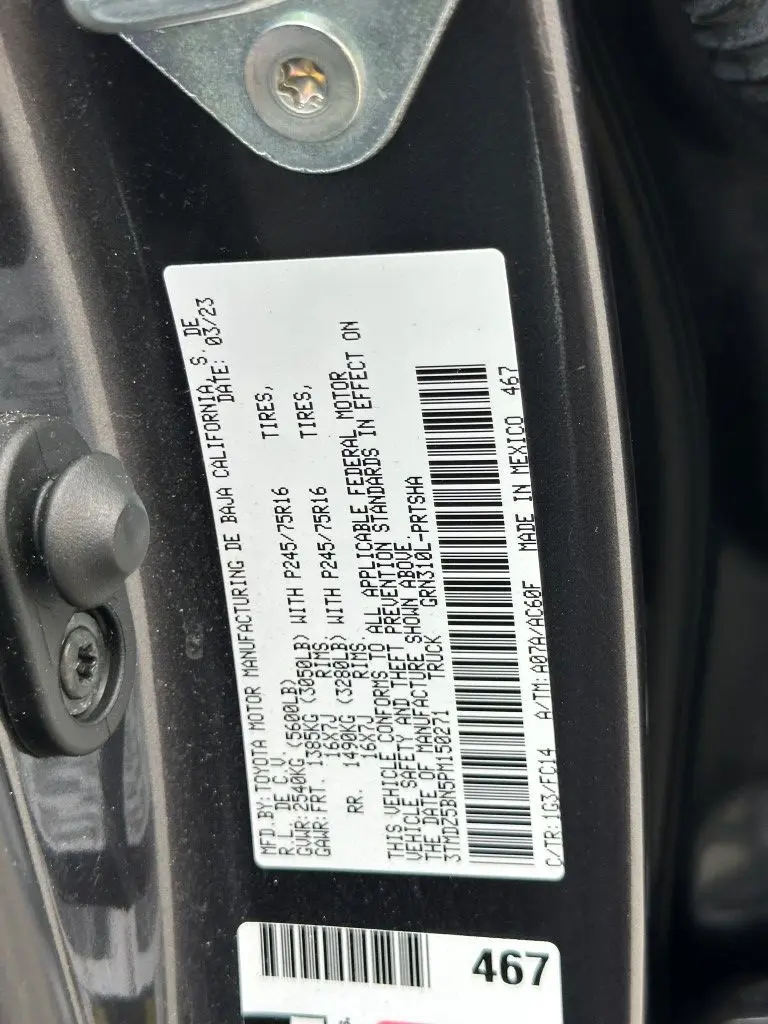 MFD.BY:TOYOTA MOTOR MANUFACTURING DE BAJA CALIFORNIA, S. DE
R.L. DE C.V. DATE: 03/23
GVWR:2540KG (5600LB)
GAWR:FRT. 1385KG (3050LB) WITH P245/75R16 TIRES,
16X7J RIMS,
RR. 1490KG (3280LB) WITH P245/75R16 TIRES,
16X7J RIMS.
THIS VEHICLE CONFORMS TO ALL APPLICABLE FEDERAL MOTOR
VEHICLE SAFETY AND THEFT PREVENTION STANDARDS IN EFFECT ON
THE DATE OF MANUFACTURE SHOWN ABOVE.
3TMDZ5BN5PM150271 TRUCK GRN310L-PRTSHA
C/TR:1G3/FC14 A/TM:A07A/AC60F MADE IN MEXICO 467
467